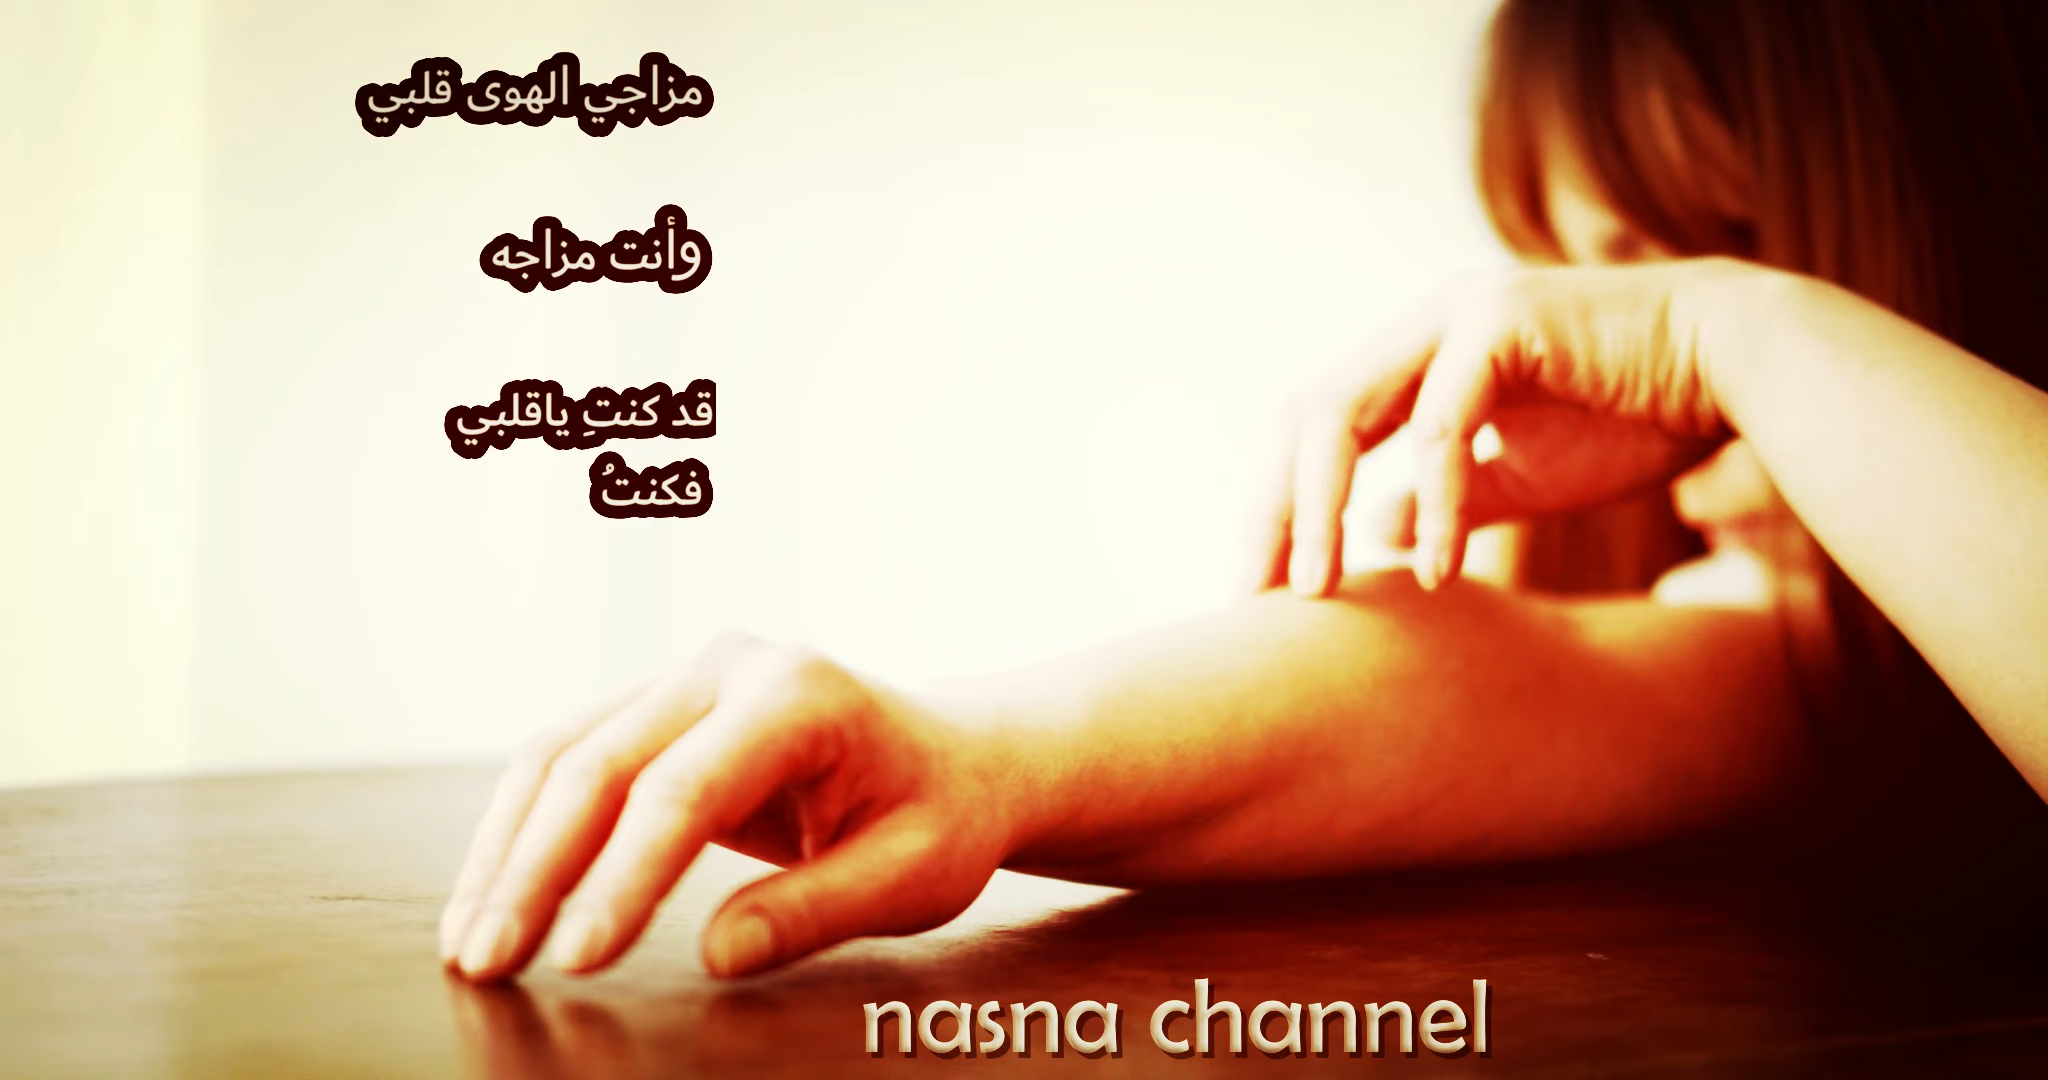 مزاجي الهوى قلبي
وأنت مزاجه
قد كنتِ ياقلبي
فكنتُ
nasna channel